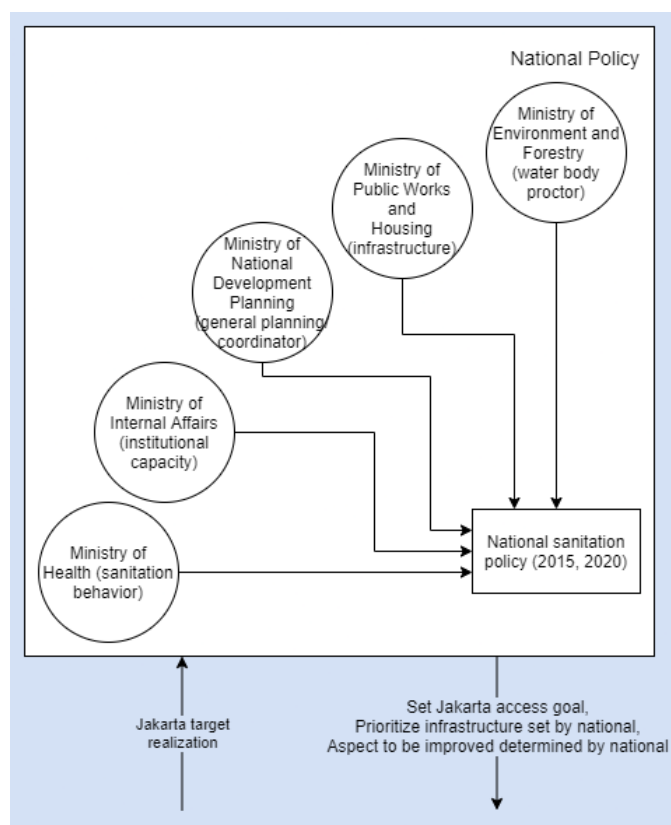 National Policy
Ministry of
Environment and
Forestry
(water body
proctor)
Ministry of
Public Works
and
Housing
(infrastructure)
Ministry of
National
Development
Planning
(general planning/
coordinator)
Ministry of
Internal Affairs
(institutional
capacity)
Ministry of
Health (sanitation
behavior)
National sanitation
policy (2015, 2020)
Jakarta target
realization
Set Jakarta access goal,
Prioritize infrastructure set by national,
Aspect to be improved determined by national